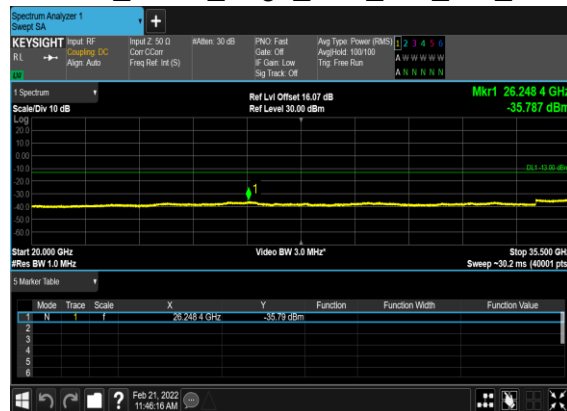 Spectrum Analyzer 1
Swept SA
KEYSIGHT Input: RF Input Z: 50 Ω #Atten: 30 dB PNO: Fast Avg Type: Power (RMS) 1 2 3 4 5 6
RL Coupling: DC Corr CCorr Gate: Off Avg|Hold: 100/100 A W W W W W
Align: Auto Freq Ref: Int (S) IF Gain: Low Trig: Free Run
LXI Sig Track: Off A N N N N N
1 Spectrum
Ref Lvl Offset 16.07 dB Mkr1 26.248 4 GHz
Scale/Div 10 dB Ref Level 30.00 dBm -35.787 dBm
Log
20.0
10.0
0.00
-10.0
DL1 -13.00 dBm
-20.0
1
-30.0
-40.0
-50.0
-60.0
Start 20.000 GHz Video BW 3.0 MHz* Stop 35.500 GHz
#Res BW 1.0 MHz Sweep ~30.2 ms (40001 pts)
5 Marker Table
Mode Trace Scale X Y Function Function Width Function Value
1 N 1 f 26.248 4 GHz -35.79 dBm
2
3
4
5
6
? Feb 21, 2022
11:46:16 AM